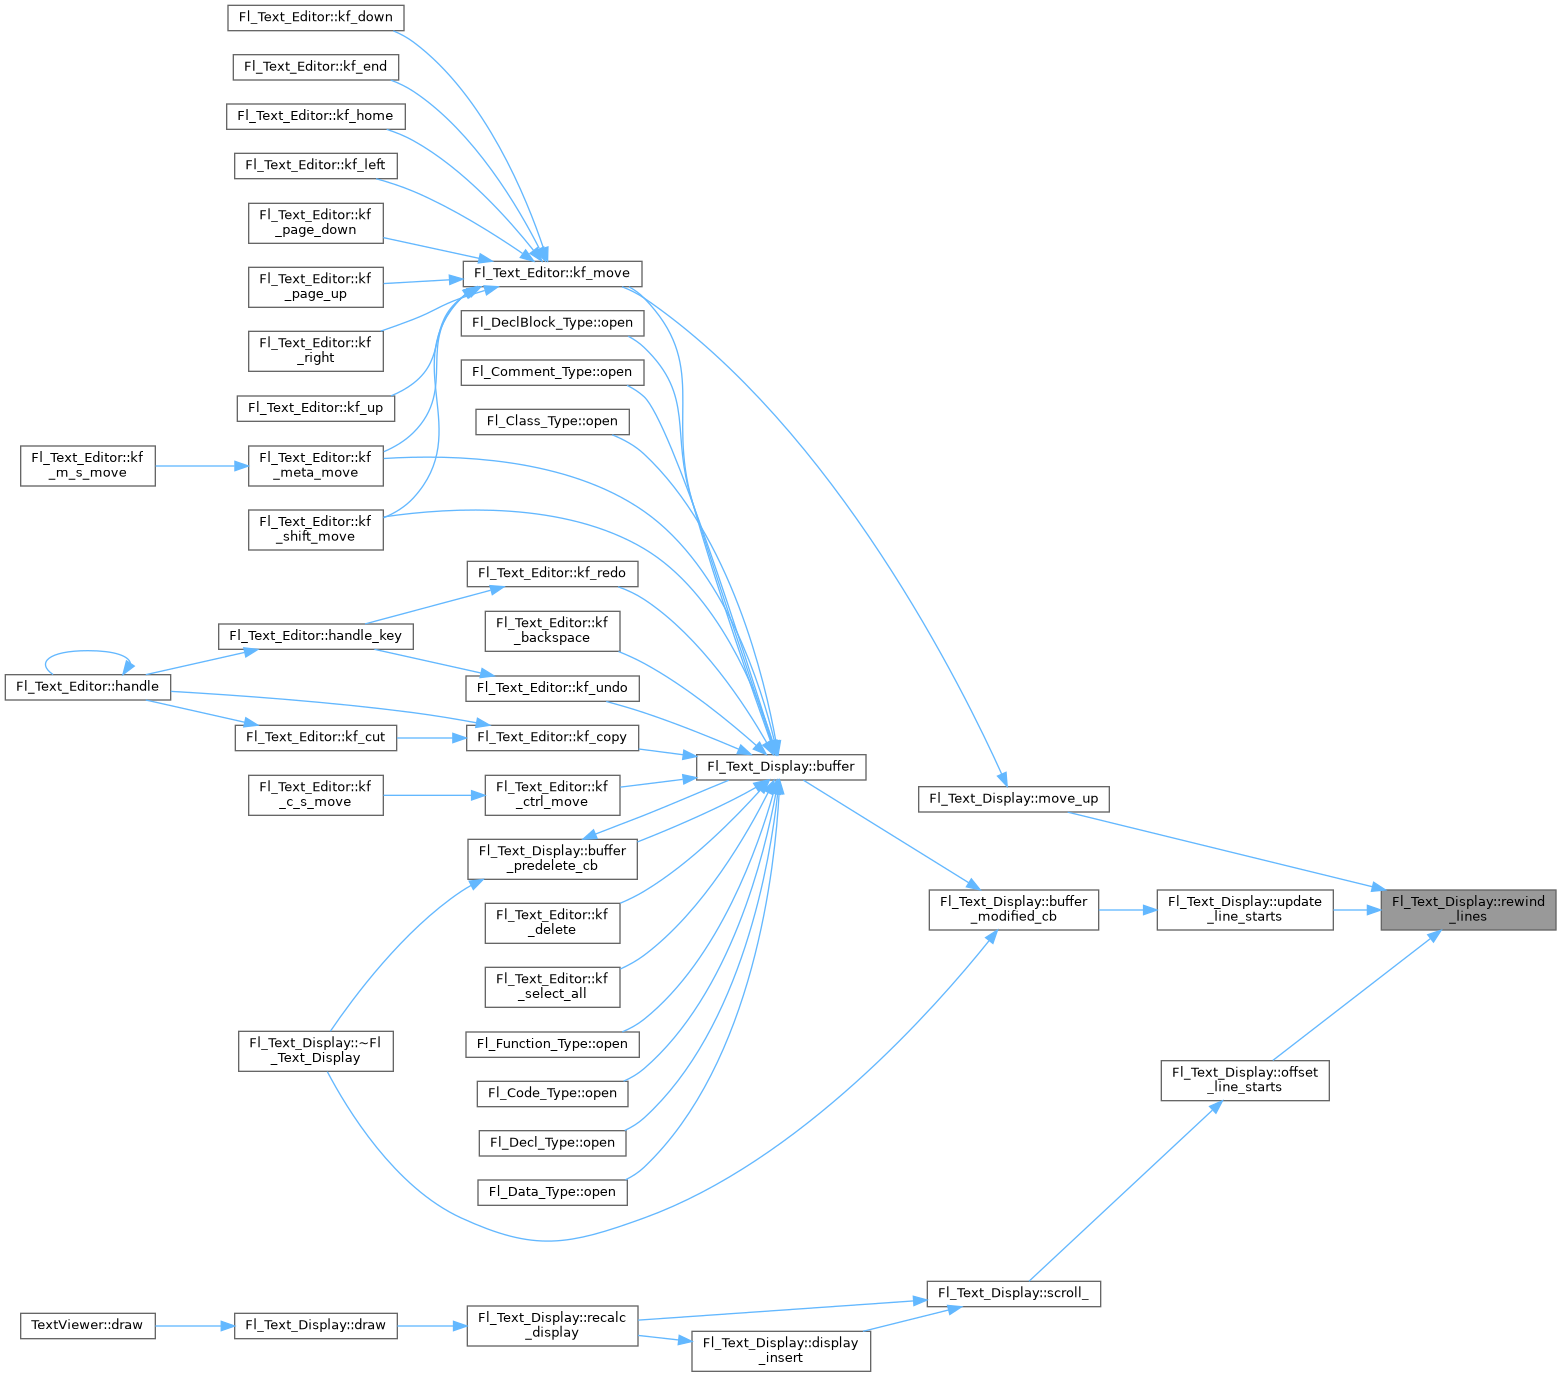 Fl_Text_Editor::kf_down
Fl_Text_Editor::kf_end
Fl_Text_Editor::kf_home
Fl_Text_Editor::kf_left
Fl_Text_Editor::kf
_page_down
Fl_Text_Editor::kf_move
Fl_Text_Editor::kf
_page_up
Fl_DeclBlock_Type::open
Fl_Text_Editor::kf
_right
Fl_Comment_Type::open
Fl_Text_Editor::kf_up
Fl_Class_Type::open
Fl_Text_Editor::kf
_m_s_move
Fl_Text_Editor::kf
_meta_move
Fl_Text_Editor::kf
_shift_move
Fl_Text_Editor::kf_redo
Fl_Text_Editor::handle_key
Fl_Text_Editor::kf
_backspace
Fl_Text_Editor::handle
Fl_Text_Editor::kf_undo
Fl_Text_Editor::kf_cut
Fl_Text_Editor::kf_copy
Fl_Text_Display::buffer
Fl_Text_Editor::kf
_c_s_move
Fl_Text_Editor::kf
_ctrl_move
Fl_Text_Display::move_up
Fl_Text_Display::buffer
_predelete_cb
Fl_Text_Display::buffer
_modified_cb
Fl_Text_Display::update
_line_starts
Fl_Text_Display::rewind
_lines
Fl_Text_Editor::kf
_delete
Fl_Text_Editor::kf
_select_all
Fl_Text_Display::~Fl
_Text_Display
Fl_Function_Type::open
Fl_Text_Display::offset
_line_starts
Fl_Code_Type::open
Fl_Decl_Type::open
Fl_Data_Type::open
Fl_Text_Display::scroll_
TextViewer::draw
Fl_Text_Display::draw
Fl_Text_Display::recalc
_display
Fl_Text_Display::display
_insert